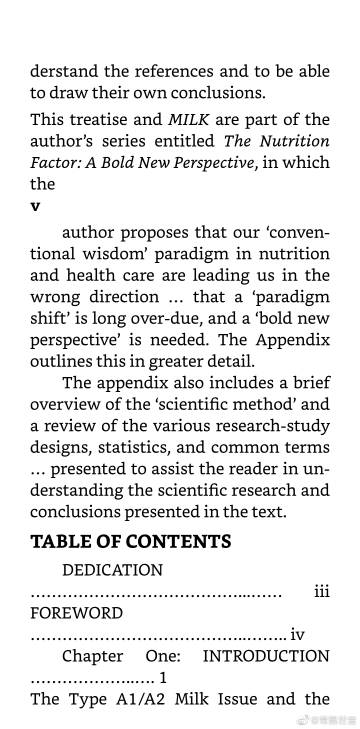 derstand the references and to be able
to draw their own conclusions.
This treatise and MILK are part of the
author's series entitled The Nutrition
Factor: A Bold New Perspective, in which
the
v
author proposes that our ‘conven-
tional wisdom’ paradigm in nutrition
and health care are leading us in the
wrong direction … that a ‘paradigm
shift’ is long over-due, and a ‘bold new
perspective’ is needed. The Appendix
outlines this in greater detail.
The appendix also includes a brief
overview of the ‘scientific method’ and
a review of the various research-study
designs, statistics, and common terms
… presented to assist the reader in un-
derstanding the scientific research and
conclusions presented in the text.
TABLE OF CONTENTS
DEDICATION
…………………………………...…… iii
FOREWORD
…………………………………..…….. iv
Chapter One: INTRODUCTION
………………...…. 1
The Type A1/A2 Milk Issue and the